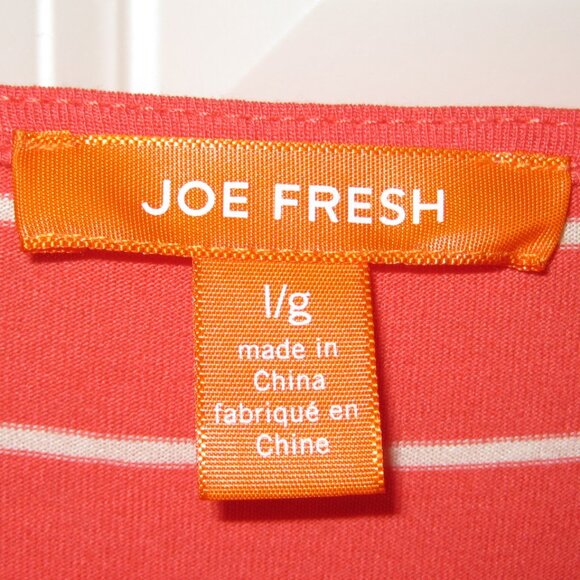 JOE FRESH
l/g
made in
China
fabriqué en
Chine